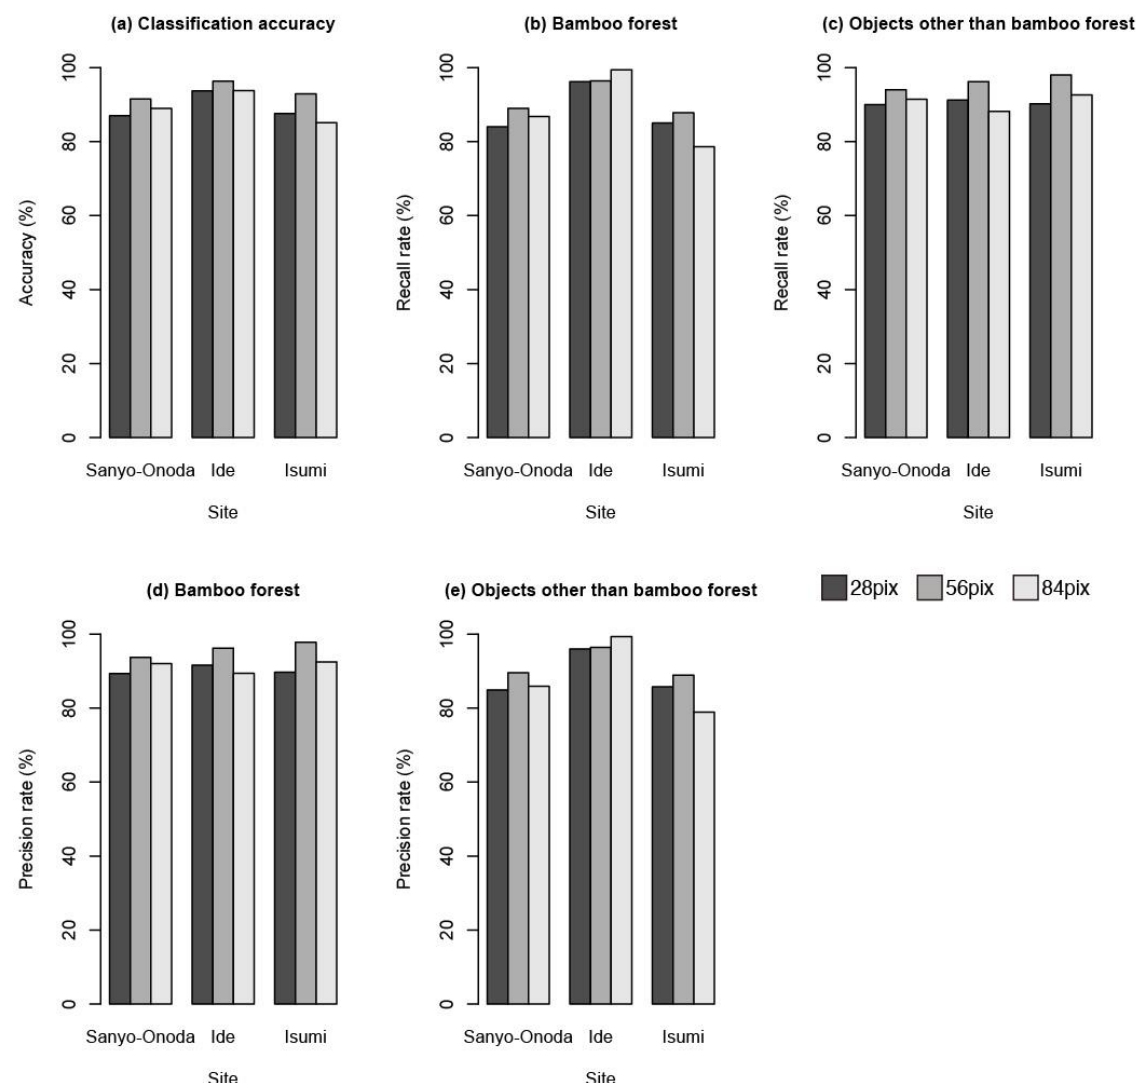 (a) Classification accuracy
(b) Bamboo forest
(c) Objects other than bamboo forest
Accuracy (%)
0 20 40 60 80 100
Sanyo-Onoda Ide Isumi
Site
Recall rate (%)
0 20 40 60 80 100
Sanyo-Onoda Ide Isumi
Site
Recall rate (%)
0 20 40 60 80 100
Sanyo-Onoda Ide Isumi
Site
(d) Bamboo forest
(e) Objects other than bamboo forest
28pix 56pix 84pix
Precision rate (%)
0 20 40 60 80 100
Sanyo-Onoda Ide Isumi
Site
Precision rate (%)
0 20 40 60 80 100
Sanyo-Onoda Ide Isumi
Site